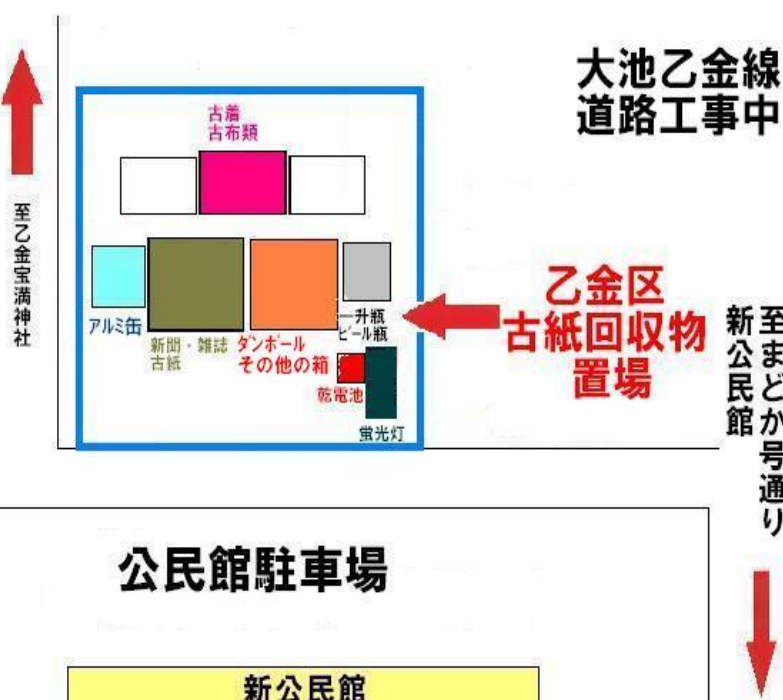 大池乙金線
道路工事中
古着
古布類
至乙金宝満神社
アルミ缶
新聞・雑誌
古紙
ダンボール
その他の箱
一升瓶
ビール瓶
乾電池
蛍光灯
乙金区
古紙回収物
置場
至まどか号通り
新公民館
公民館駐車場
新公民館